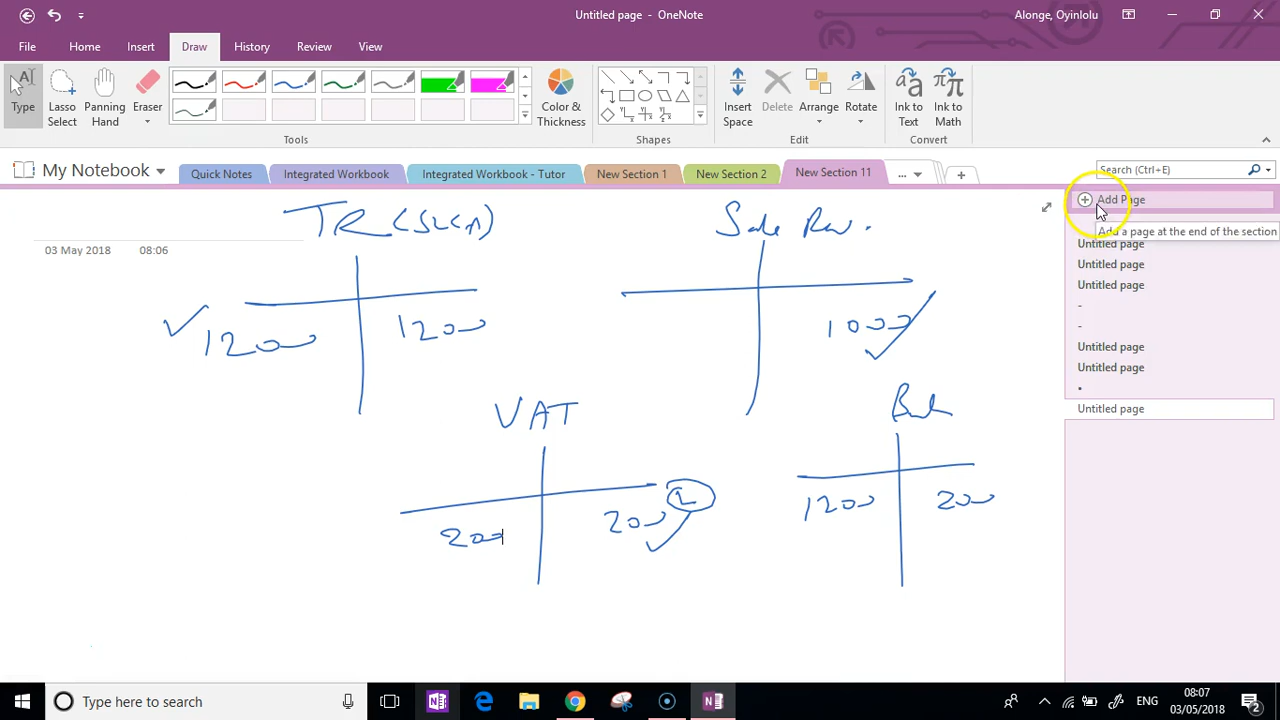 Untitled page - OneNote
Alonge, Oyinlolu
File
Home
Insert
Draw
History
Review
View
Type
Lasso Select
Panning Hand
Eraser
Color & Thickness
Insert Space
Delete
Arrange
Rotate
Ink to Text
Ink to Math
Tools
Shapes
Edit
Convert
My Notebook
Quick Notes
Integrated Workbook
Integrated Workbook - Tutor
New Section 1
New Section 2
New Section 11
...
Search (Ctrl+E)
Add Page
Add a page at the end of the section
Untitled page
Untitled page
Untitled page
-
-
Untitled page
Untitled page
Untitled page
03 May 2018 08:06
TR (SLCA)
Sale Rev.
1200
1200
1000
VAT
200
200
L
1200
200
Type here to search
ENG
08:07
03/05/2018
2